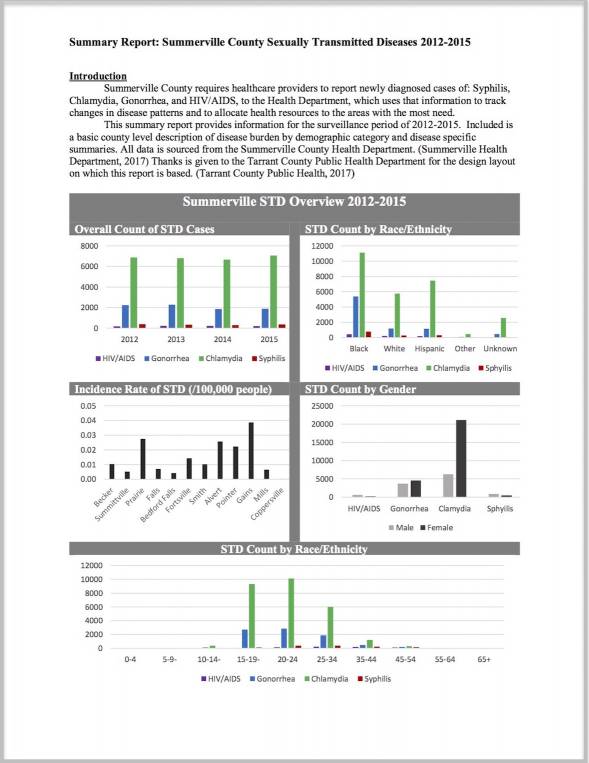 Summary Report: Summerville County Sexually Transmitted Diseases 2012-2015
Introduction
Summerville County requires healthcare providers to report newly diagnosed cases of: Syphilis,
Chlamydia, Gonorrhea, and HIV/AIDS, to the Health Department, which uses that information to track
changes in disease patterns and to allocate health resources to the areas with the most need.
This summary report provides information for the surveillance period of 2012-2015. Included is
a basic county level description of disease burden by demographic category and disease specific
summaries. All data is sourced from the Summerville County Health Department. (Summerville Health
Department, 2017) Thanks is given to the Tarrant County Public Health Department for the design layout
on which this report is based. (Tarrant County Public Health, 2017)
Summerville STD Overview 2012-2015
Overall Count of STD Cases
8000
6000
4000
2000
0
2012 2013 2014 2015
HIV/AIDS Gonorrhea Chlamydia Syphilis
STD Count by Race/Ethnicity
12000
10000
8000
6000
4000
2000
0
Black White Hispanic Other Unknown
HIV/AIDS Gonorrhea Chlamydia Sphyilis
Incidence Rate of STD (/100,000 people)
0.05
0.04
0.03
0.02
0.01
0.00
Becker
Summittville
Prairie
Falls
Bedford Falls
Fortsville
Smith
Alvert
Pointer
Gains
Mills
Coppersville
STD Count by Gender
25000
20000
15000
10000
5000
0
HIV/AIDS Gonorrhea Clamydia Sphyilis
Male Female
STD Count by Race/Ethnicity
12000
10000
8000
6000
4000
2000
0
0-4 5-9- 10-14- 15-19- 20-24 25-34 35-44 45-54 55-64 65+
HIV/AIDS Gonorrhea Chlamydia Syphilis